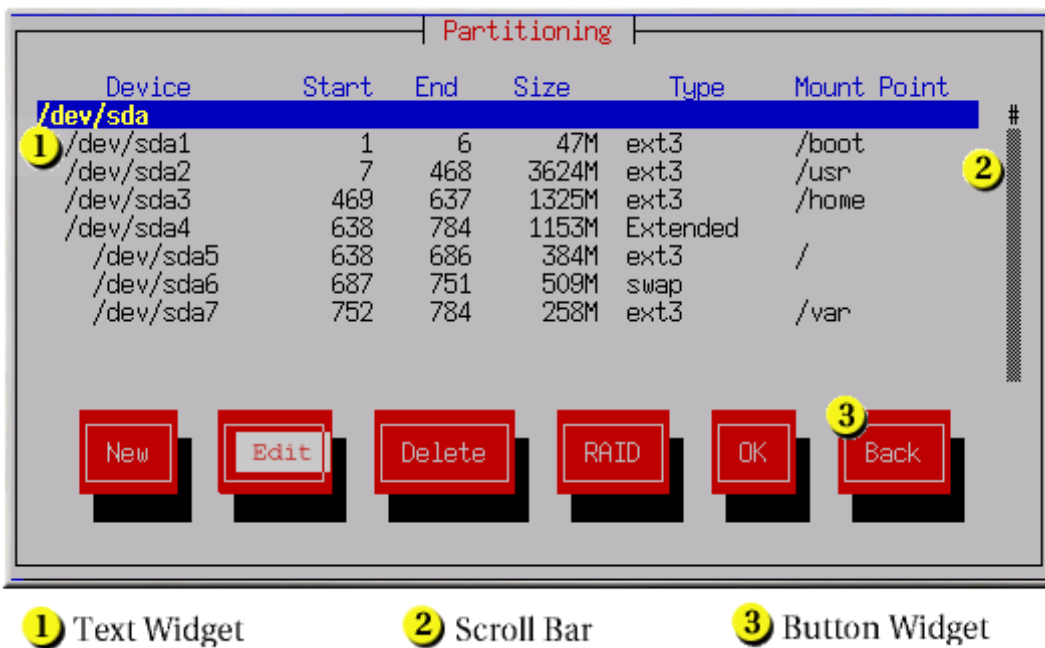 Partitioning
Device Start End Size Type Mount Point
/dev/sda #
1 /dev/sda1 1 6 47M ext3 /boot
/dev/sda2 7 468 3624M ext3 /usr 2
/dev/sda3 469 637 1325M ext3 /home
/dev/sda4 638 784 1153M Extended
/dev/sda5 638 686 384M ext3 /
/dev/sda6 687 751 509M swap
/dev/sda7 752 784 258M ext3 /var
3
New Edit Delete RAID OK Back
1 Text Widget 2 Scroll Bar 3 Button Widget